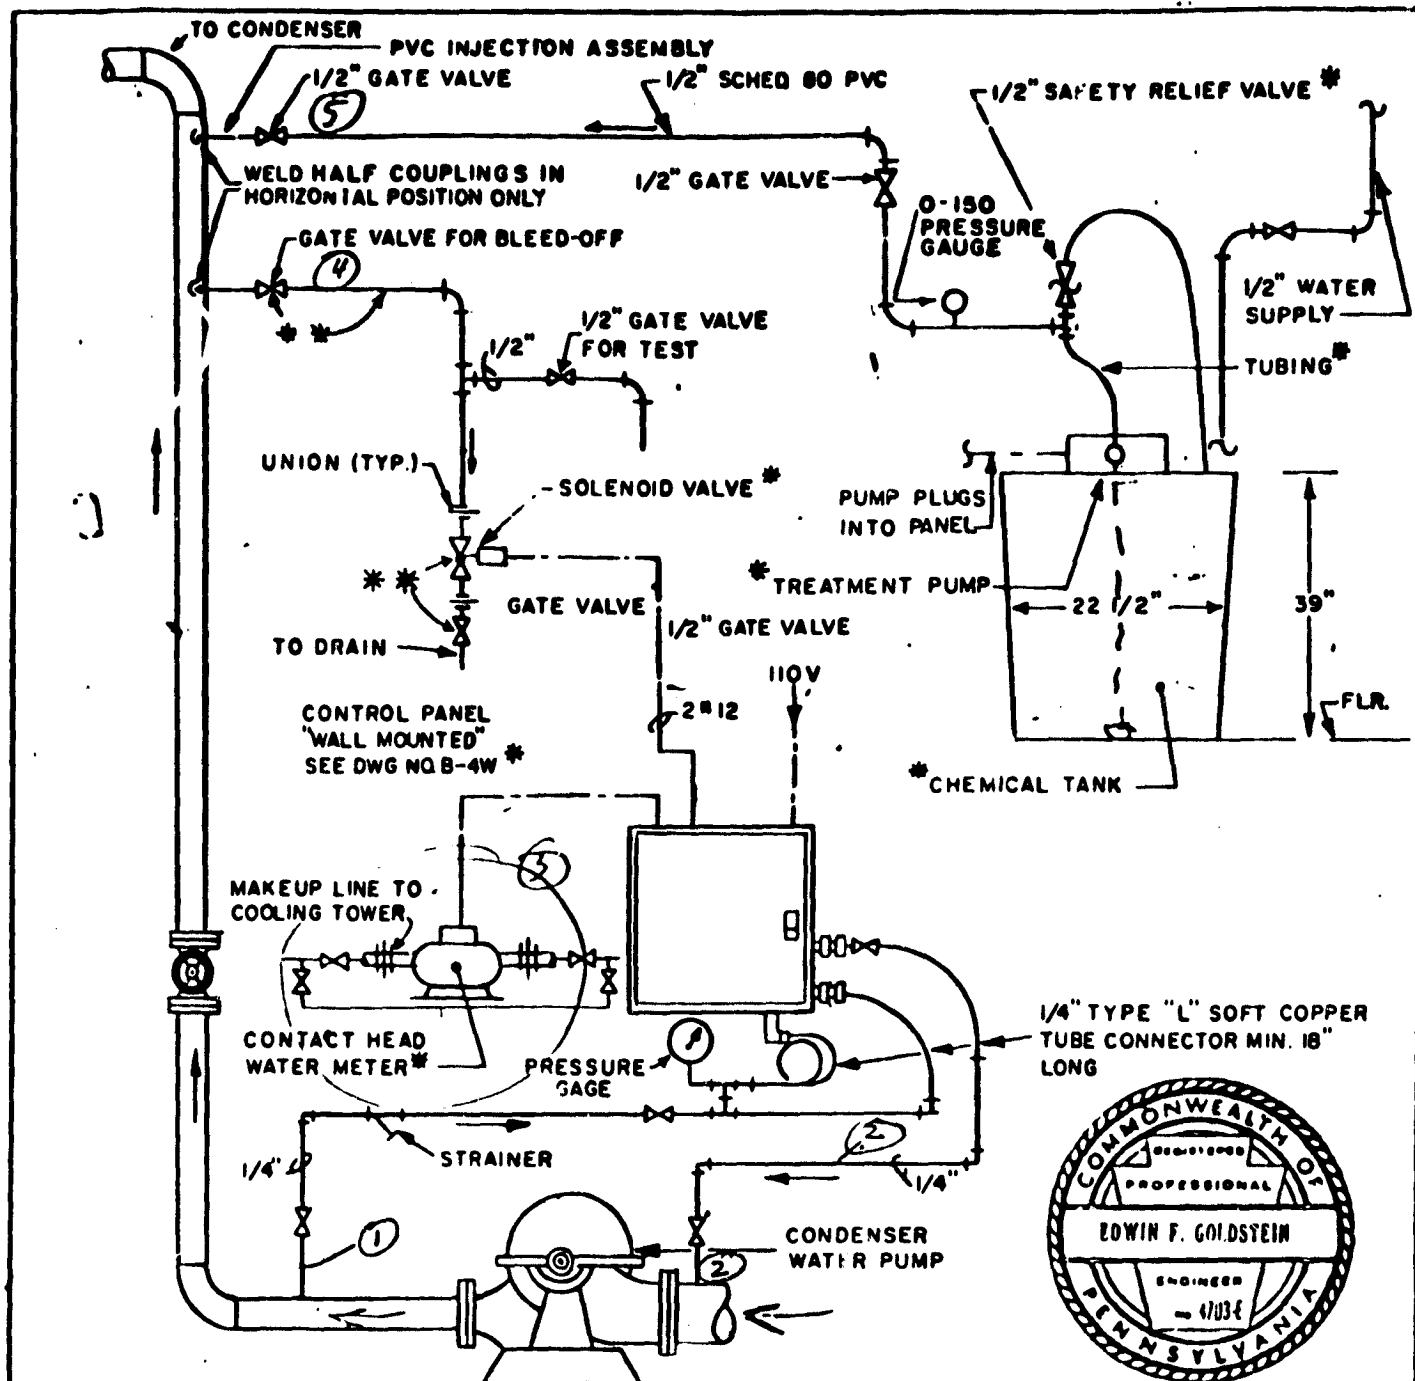 TO CONDENSER
PVC INJECTION ASSEMBLY
1/2" GATE VALVE
5
1/2" SCHED 80 PVC
1/2" SAFETY RELIEF VALVE *
WELD HALF COUPLINGS IN
HORIZONTAL POSITION ONLY
1/2" GATE VALVE
0-150
PRESSURE
GAUGE
GATE VALVE FOR BLEED-OFF
4
* *
1/2"
1/2" GATE VALVE
FOR TEST
1/2" WATER
SUPPLY
TUBING *
UNION (TYP.)
SOLENOID VALVE *
PUMP PLUGS
INTO PANEL
* *
GATE VALVE
1/2" GATE VALVE
* TREATMENT PUMP
22 1/2"
39"
TO DRAIN
110V
2#12
FLR.
CONTROL PANEL
"WALL MOUNTED"
SEE DWG NO. B-4W *
* CHEMICAL TANK
3
MAKEUP LINE TO
COOLING TOWER
CONTACT HEAD
WATER METER *
PRESSURE
GAGE
1/4" TYPE "L" SOFT COPPER
TUBE CONNECTOR MIN. 18"
LONG
STRAINER
1/4"
2
1/4"
1
CONDENSER
WATER PUMP
2
COMMONWEALTH OF
REGISTERED
PROFESSIONAL
EDWIN F. GOLDSTEIN
ENGINEER
4703-E
PENNSYLVANIA